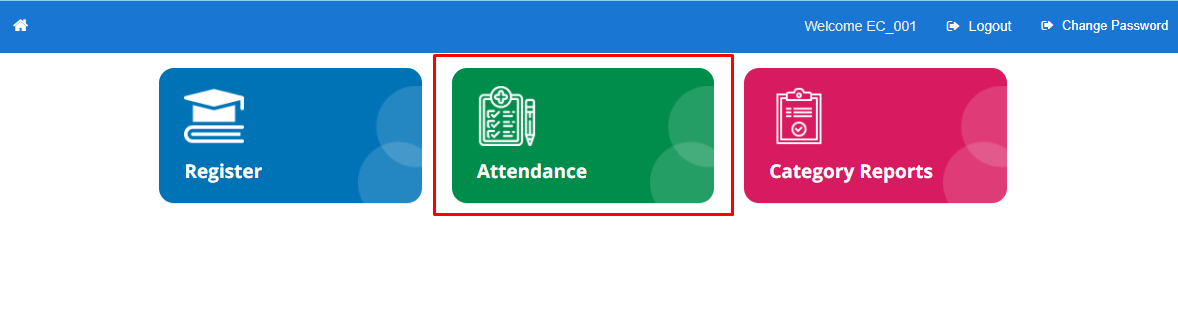 Welcome EC_001 Logout Change Password
Register
Attendance
Category Reports